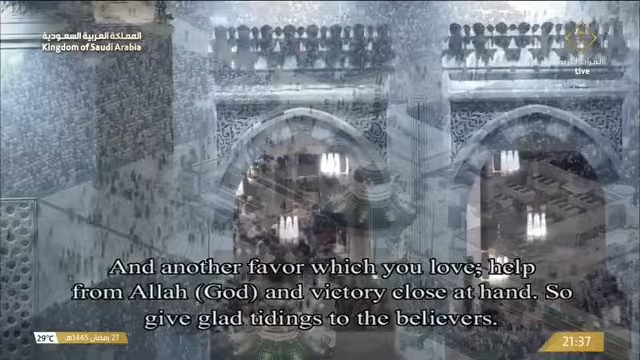 المملكة العربية السعودية
Kingdom of Saudi Arabia
Live
And another favor which you love; help
from Allah (God) and victory close at hand. So
give glad tidings to the believers.
29°C
27 رمضان 1445هـ
21:37